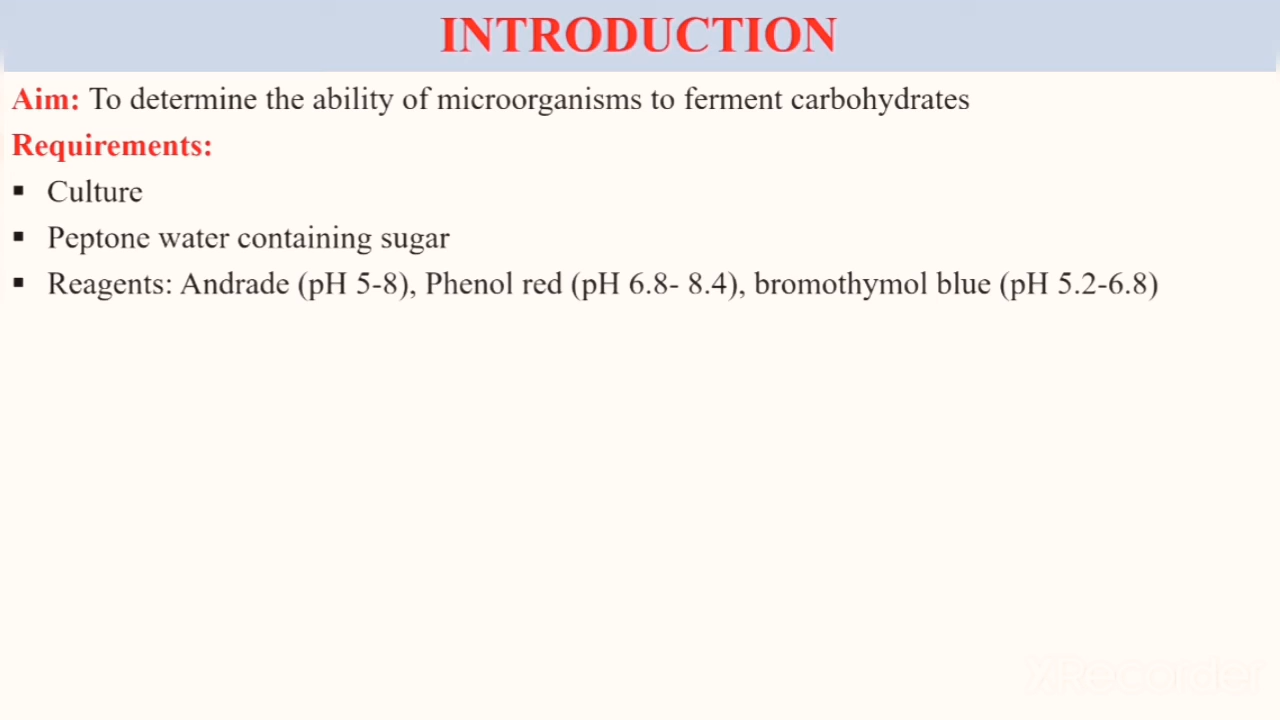 INTRODUCTION
Aim: To determine the ability of microorganisms to ferment carbohydrates
Requirements:
▪ Culture
▪ Peptone water containing sugar
▪ Reagents: Andrade (pH 5-8), Phenol red (pH 6.8- 8.4), bromothymol blue (pH 5.2-6.8)
XRecorder